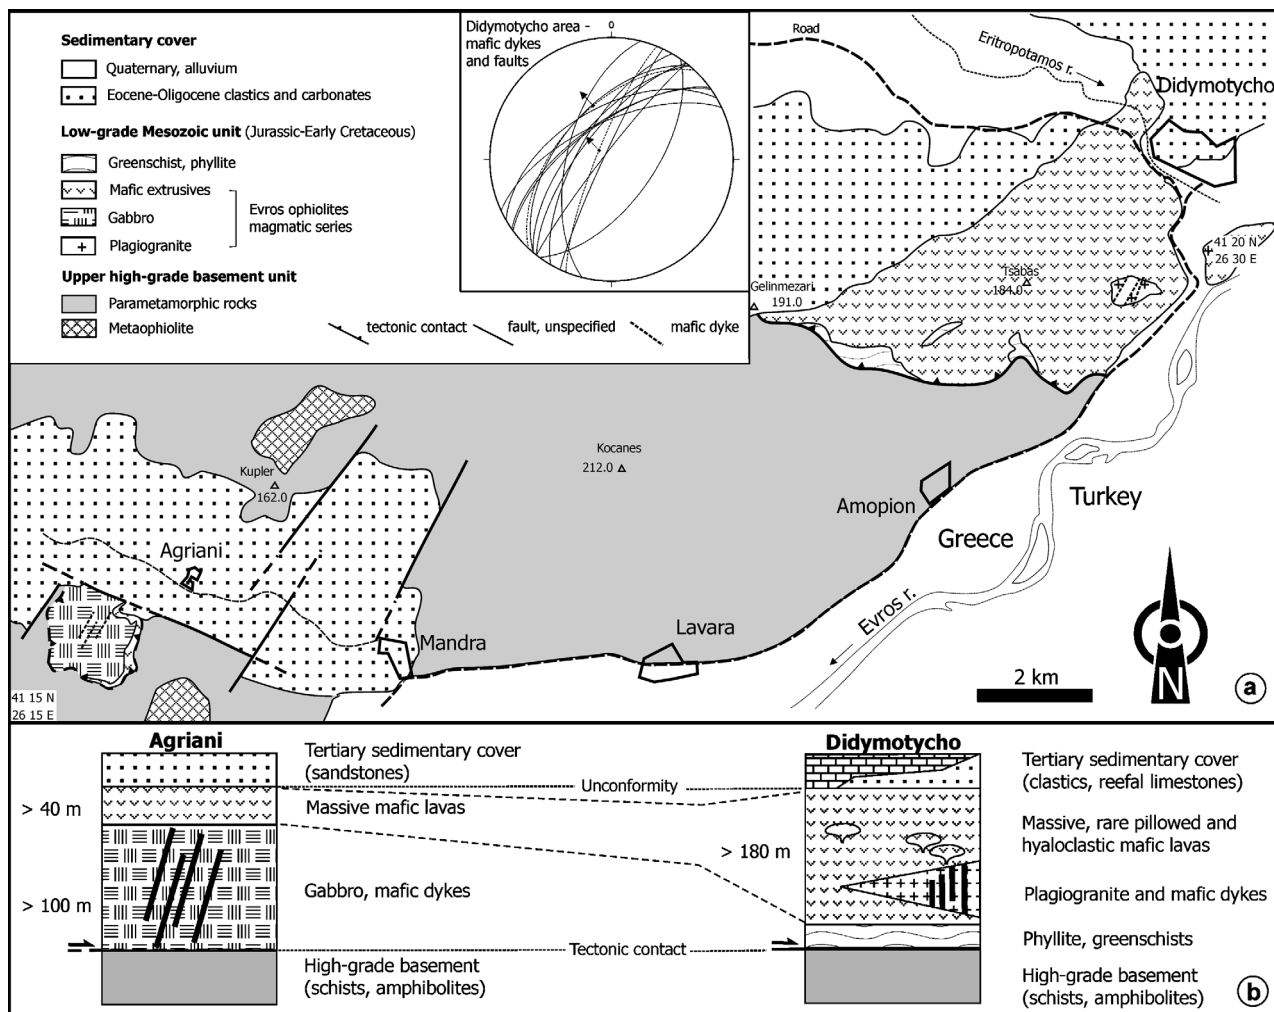 Sedimentary cover
Quaternary, alluvium
Eocene-Oligocene clastics and carbonates
Low-grade Mesozoic unit (Jurassic-Early Cretaceous)
Greenschist, phyllite
Mafic extrusives
Gabbro
Plagiogranite
Evros ophiolites
magmatic series
Upper high-grade basement unit
Parametamorphic rocks
Metaophiolite
tectonic contact
fault, unspecified
mafic dyke
Didymotycho area -
mafic dykes
and faults
0
Road
Eritropotamos r.
Didymotycho
41 20 N
26 30 E
Tsabas
184.0
Gelinmezari
191.0
Kocanes
212.0
Kupler
162.0
Agriani
Mandra
Lavara
Amopion
Greece
Turkey
Evros r.
41 15 N
26 15 E
2 km
N
a
Agriani
> 40 m
> 100 m
Tertiary sedimentary cover
(sandstones)
Massive mafic lavas
Gabbro, mafic dykes
High-grade basement
(schists, amphibolites)
Unconformity
Tectonic contact
Didymotycho
> 180 m
Tertiary sedimentary cover
(clastics, reefal limestones)
Massive, rare pillowed and
hyaloclastic mafic lavas
Plagiogranite and mafic dykes
Phyllite, greenschists
High-grade basement
(schists, amphibolites)
b